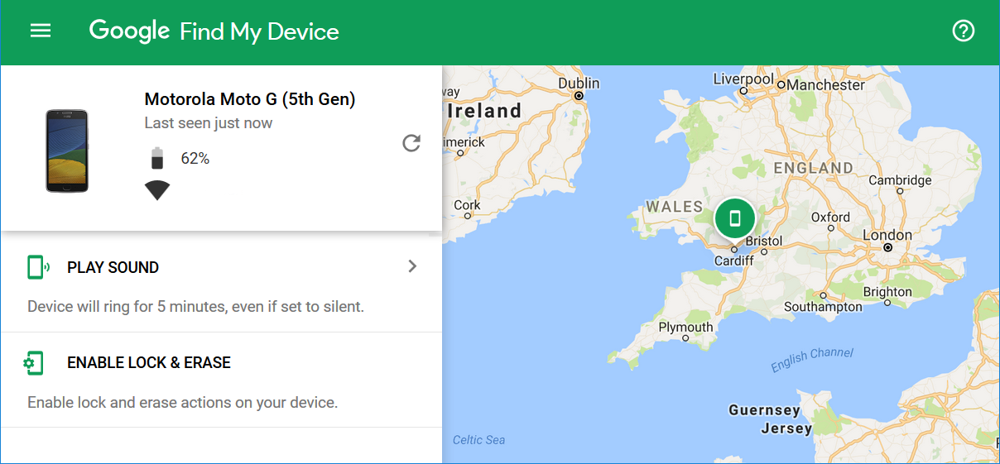 Google Find My Device
Motorola Moto G (5th Gen)
Last seen just now
62%
PLAY SOUND
Device will ring for 5 minutes, even if set to silent.
ENABLE LOCK & ERASE
Enable lock and erase actions on your device.
way
Dublin
Ireland
imerick
Cork
Liverpool
Manchester
ENGLAND
Cambridge
WALES
Oxford
London
Bristol
Cardiff
Brighton
Southampton
Plymouth
English Channel
Guernsey
Jersey
Celtic Sea